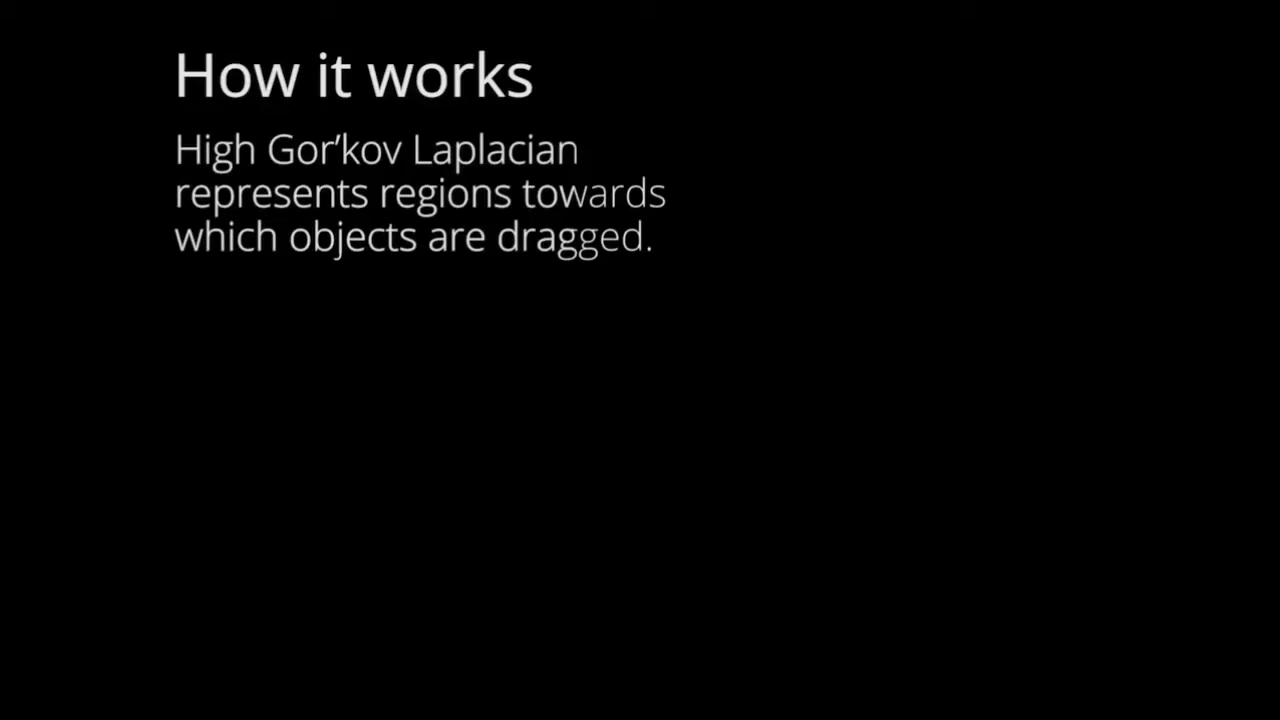 How it works
High Gor’kov Laplacian
represents regions towards
which objects are dragged.